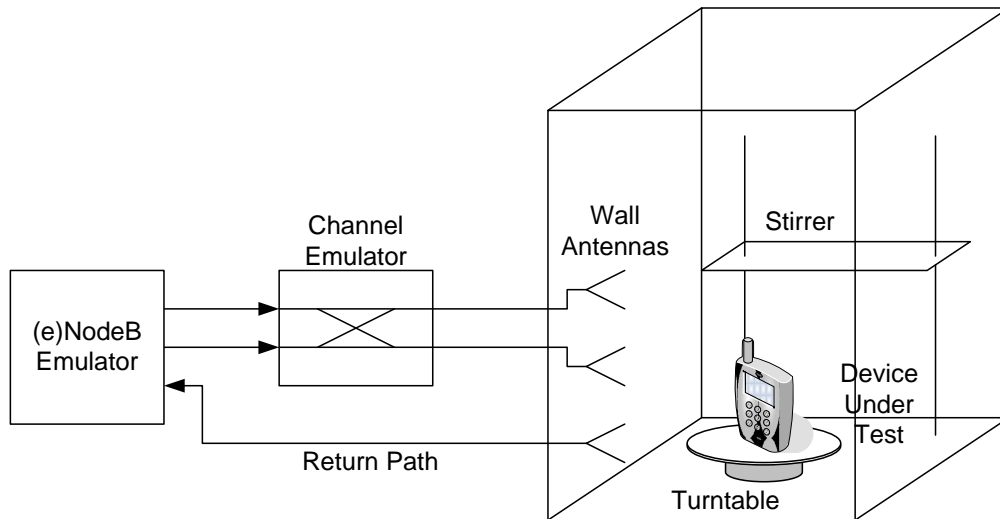 Channel
Emulator
Wall
Antennas
Stirrer
(e)NodeB
Emulator
Device
Under
Test
Return Path
Turntable